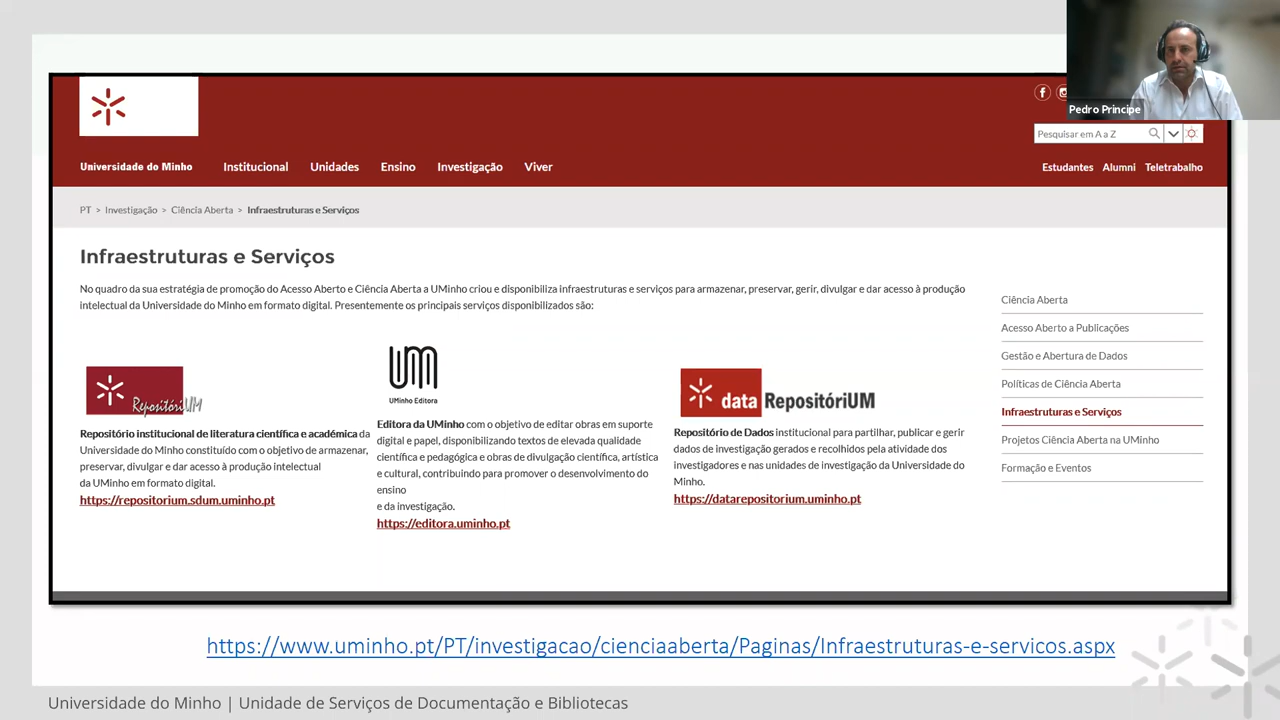 Pedro Principe
Pesquisar em A a Z
Universidade do Minho
Institucional
Unidades
Ensino
Investigação
Viver
Estudantes
Alumni
Teletrabalho
PT > Investigação > Ciência Aberta > Infraestruturas e Serviços
Infraestruturas e Serviços
No quadro da sua estratégia de promoção do Acesso Aberto e Ciência Aberta a UMinho criou e disponibiliza infraestruturas e serviços para armazenar, preservar, gerir, divulgar e dar acesso à produção
intelectual da Universidade do Minho em formato digital. Presentemente os principais serviços disponibilizados são:
RepositóriUM
Repositório institucional de literatura científica e académica da
Universidade do Minho constituído com o objetivo de armazenar,
preservar, divulgar e dar acesso à produção intelectual
da UMinho em formato digital.
https://repositorium.sdum.uminho.pt
UMinho Editora
Editora da UMinho com o objetivo de editar obras em suporte
digital e papel, disponibilizando textos de elevada qualidade
científica e pedagógica e obras de divulgação científica, artística
e cultural, contribuindo para promover o desenvolvimento do
ensino
e da investigação.
https://editora.uminho.pt
data RepositóriUM
Repositório de Dados institucional para partilhar, publicar e gerir
dados de investigação gerados e recolhidos pela atividade dos
investigadores e nas unidades de investigação da Universidade do
Minho.
https://datarepositorium.uminho.pt
Ciência Aberta
Acesso Aberto a Publicações
Gestão e Abertura de Dados
Políticas de Ciência Aberta
Infraestruturas e Serviços
Projetos Ciência Aberta na UMinho
Formação e Eventos
https://www.uminho.pt/PT/investigacao/cienciaaberta/Paginas/Infraestruturas-e-servicos.aspx
Universidade do Minho | Unidade de Serviços de Documentação e Bibliotecas